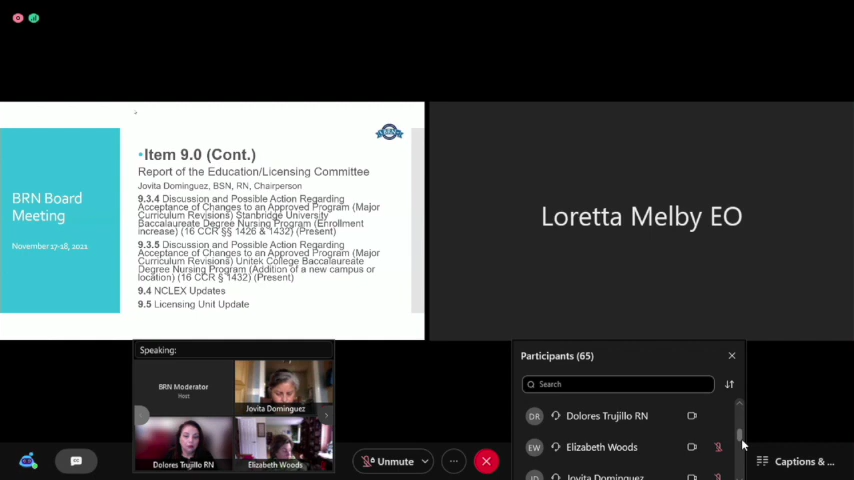 BRN Board
Meeting
November 17-18, 2021
•Item 9.0 (Cont.)
Report of the Education/Licensing Committee
Jovita Dominguez, BSN, RN, Chairperson
9.3.4 Discussion and Possible Action Regarding
Acceptance of Changes to an Approved Program (Major
Curriculum Revisions) Stanbridge University
Baccalaureate Degree Nursing Program (Enrollment
increase) (16 CCR §§ 1426 & 1432) (Present)
9.3.5 Discussion and Possible Action Regarding
Acceptance of Changes to an Approved Program (Major
Curriculum Revisions) Unitek College Baccalaureate
Degree Nursing Program (Addition of a new campus or
location) (16 CCR § 1432) (Present)
9.4 NCLEX Updates
9.5 Licensing Unit Update
Loretta Melby EO
Speaking:
BRN Moderator
Host
Jovita Dominguez
Dolores Trujillo RN
Elizabeth Woods
Unmute
Participants (65)
Search
DR Dolores Trujillo RN
EW Elizabeth Woods
JD Jovita Dominguez
Captions & ...